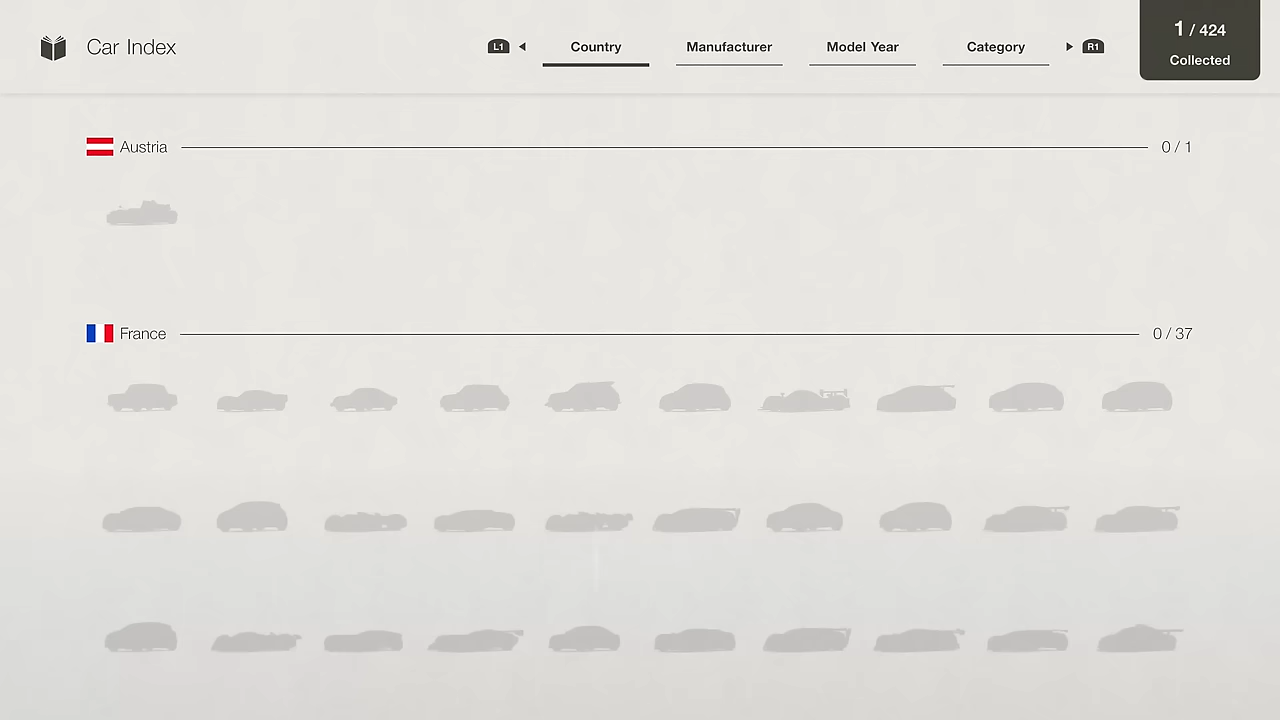 Car Index
L1
Country
Manufacturer
Model Year
Category
R1
1 / 424
Collected
Austria
0 / 1
France
0 / 37